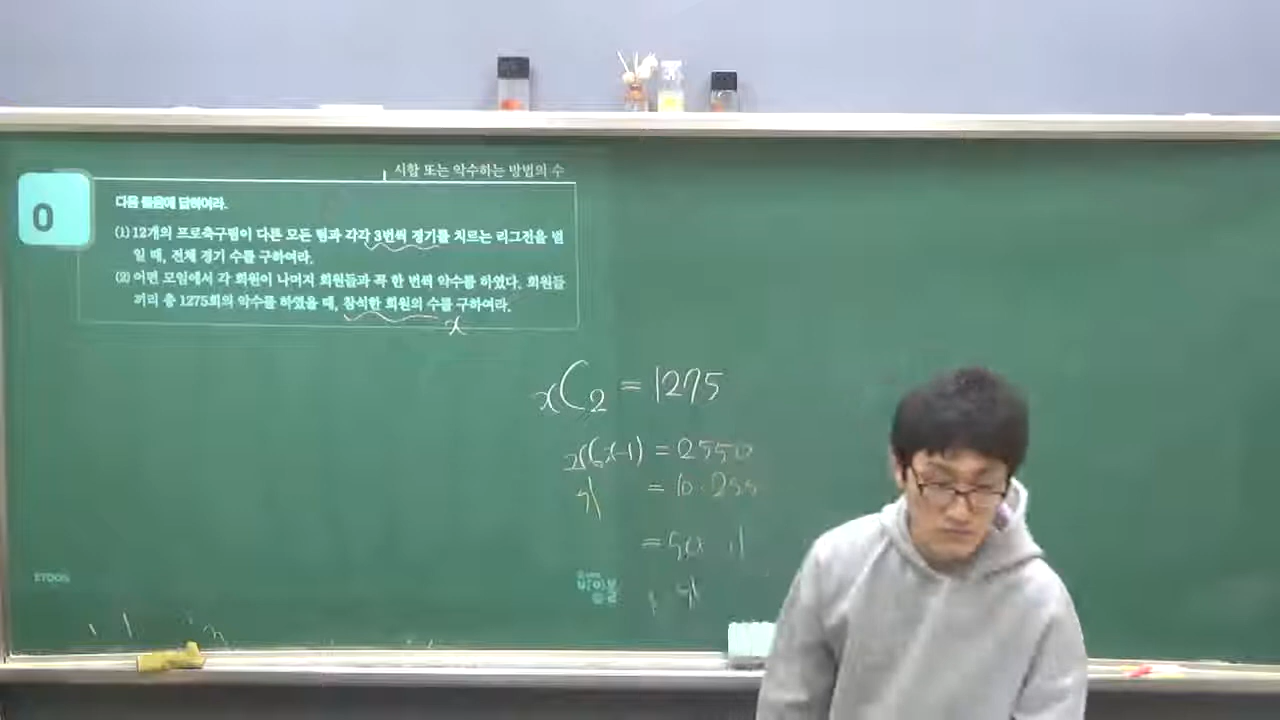 시합 또는 악수하는 방법의 수
0
다음 물음에 답하여라.
(1) 12개의 프로축구팀이 다른 모든 팀과 각각 3번씩 경기를 치르는 리그전을 벌
일 때, 전체 경기 수를 구하여라.
(2) 어떤 모임에서 각 회원이 나머지 회원들과 꼭 한 번씩 악수를 하였다. 회원들
끼리 총 1275회의 악수를 하였을 때, 참석한 회원의 수를 구하여라.
x
xC2 = 1275
x(x-1) = 2550
51 = 10·255
= 50
ETOOS